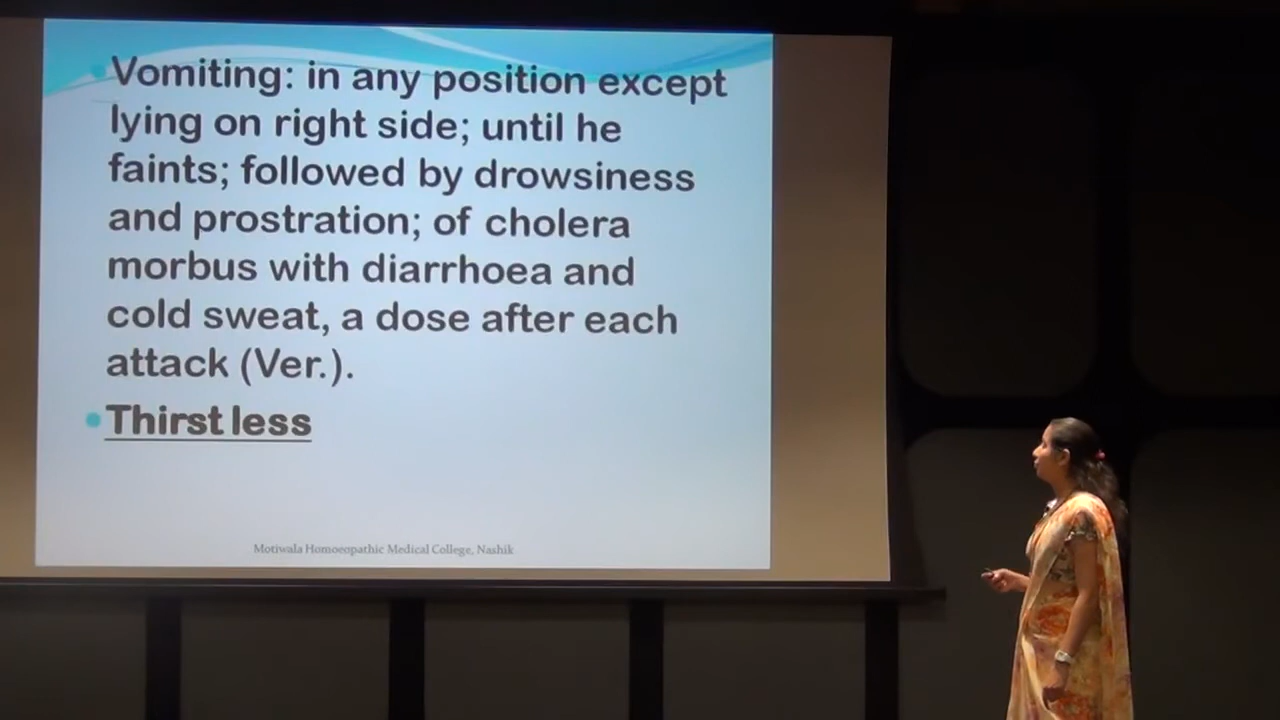 Vomiting: in any position except
lying on right side; until he
faints; followed by drowsiness
and prostration; of cholera
morbus with diarrhoea and
cold sweat, a dose after each
attack (Ver.).
Thirst less
Motiwala Homoeopathic Medical College, Nashik